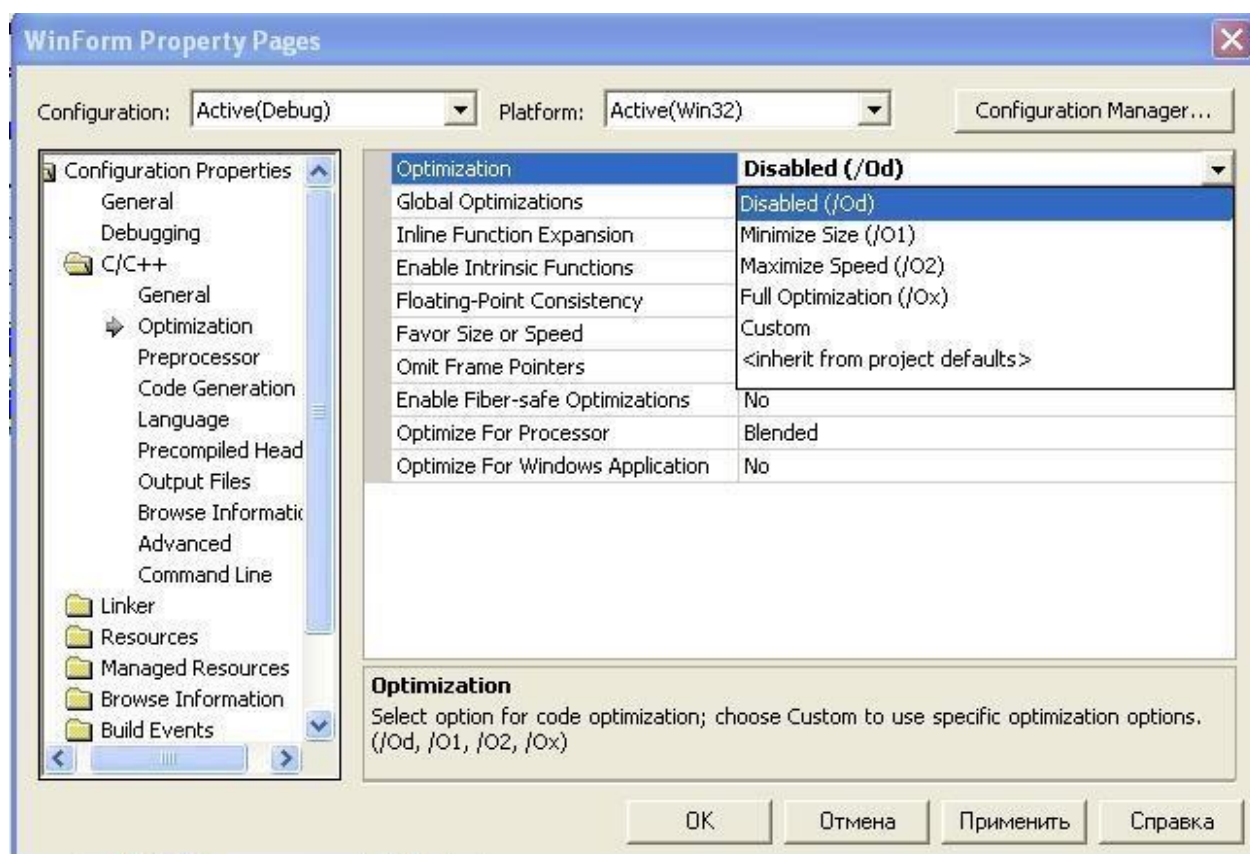 WinForm Property Pages
Configuration: Active(Debug) Platform: Active(Win32) Configuration Manager...
Configuration Properties
General
Debugging
C/C++
General
Optimization
Preprocessor
Code Generation
Language
Precompiled Head
Output Files
Browse Informatic
Advanced
Command Line
Linker
Resources
Managed Resources
Browse Information
Build Events
Optimization Disabled (/Od)
Global Optimizations
Inline Function Expansion
Enable Intrinsic Functions
Floating-Point Consistency
Favor Size or Speed
Omit Frame Pointers
Enable Fiber-safe Optimizations No
Optimize For Processor Blended
Optimize For Windows Application No
Disabled (/Od)
Minimize Size (/O1)
Maximize Speed (/O2)
Full Optimization (/Ox)
Custom
<inherit from project defaults>
Optimization
Select option for code optimization; choose Custom to use specific optimization options.
(/Od, /O1, /O2, /Ox)
OK Отмена Применить Справка